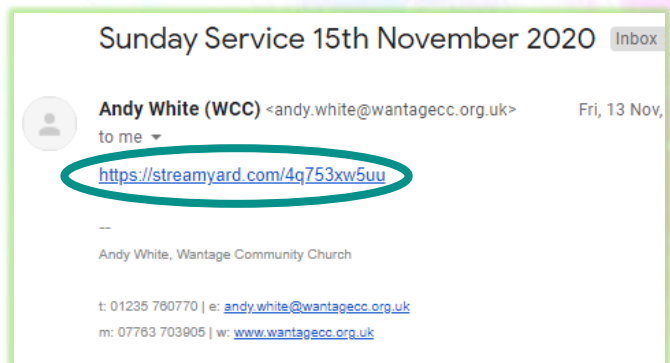 Sunday Service 15th November 2020 Inbox
Andy White (WCC) <andy.white@wantagecc.org.uk> Fri, 13 Nov,
to me
https://streamyard.com/4q753xw5uu
--
Andy White, Wantage Community Church
t: 01235 760770 | e: andy.white@wantagecc.org.uk
m: 07763 703905 | w: www.wantagecc.org.uk